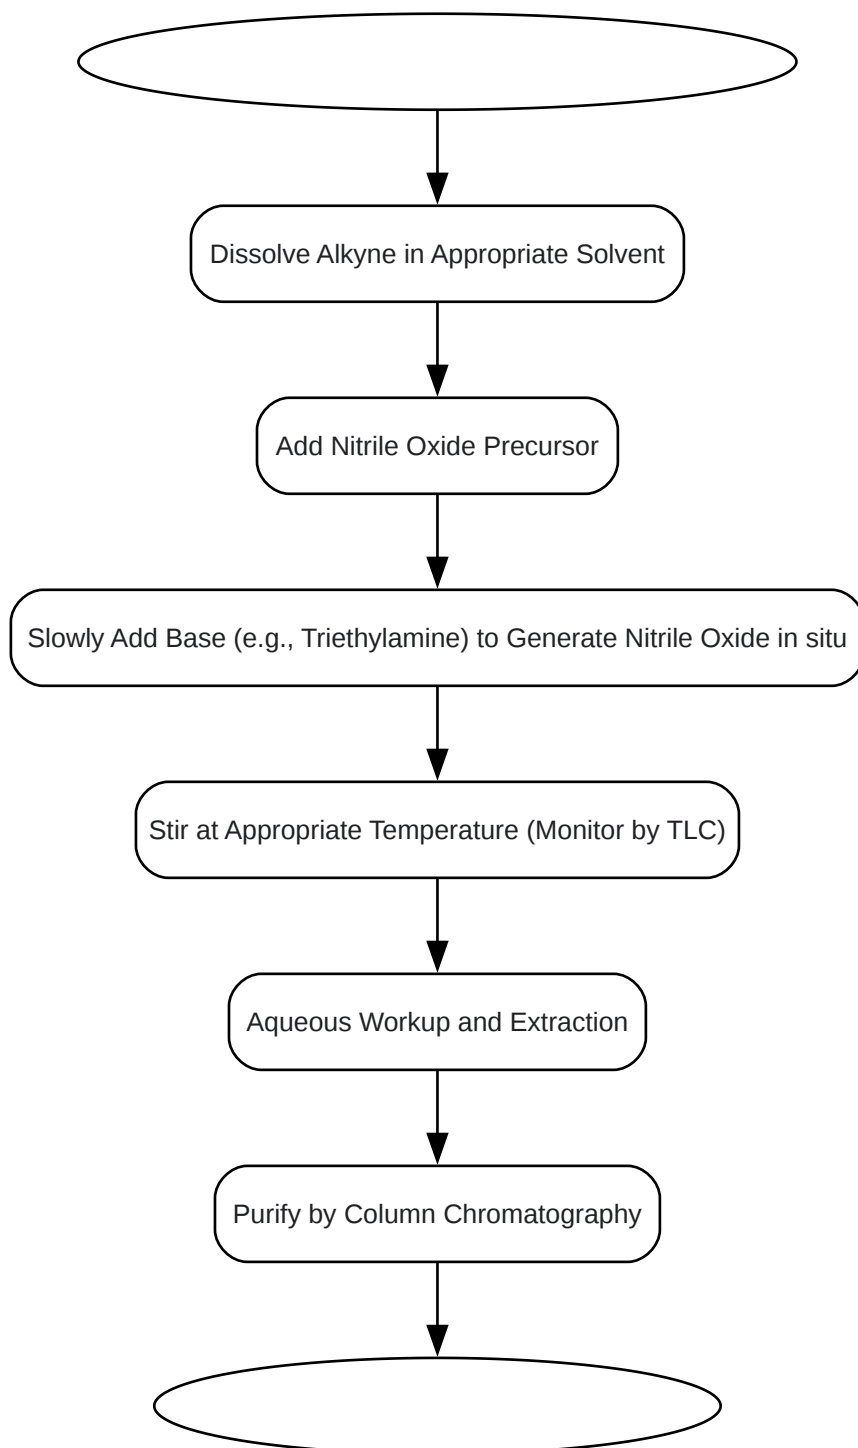 Dissolve Alkyne in Appropriate Solvent
Add Nitrile Oxide Precursor
Slowly Add Base (e.g., Triethylamine) to Generate Nitrile Oxide in situ
Stir at Appropriate Temperature (Monitor by TLC)
Aqueous Workup and Extraction
Purify by Column Chromatography